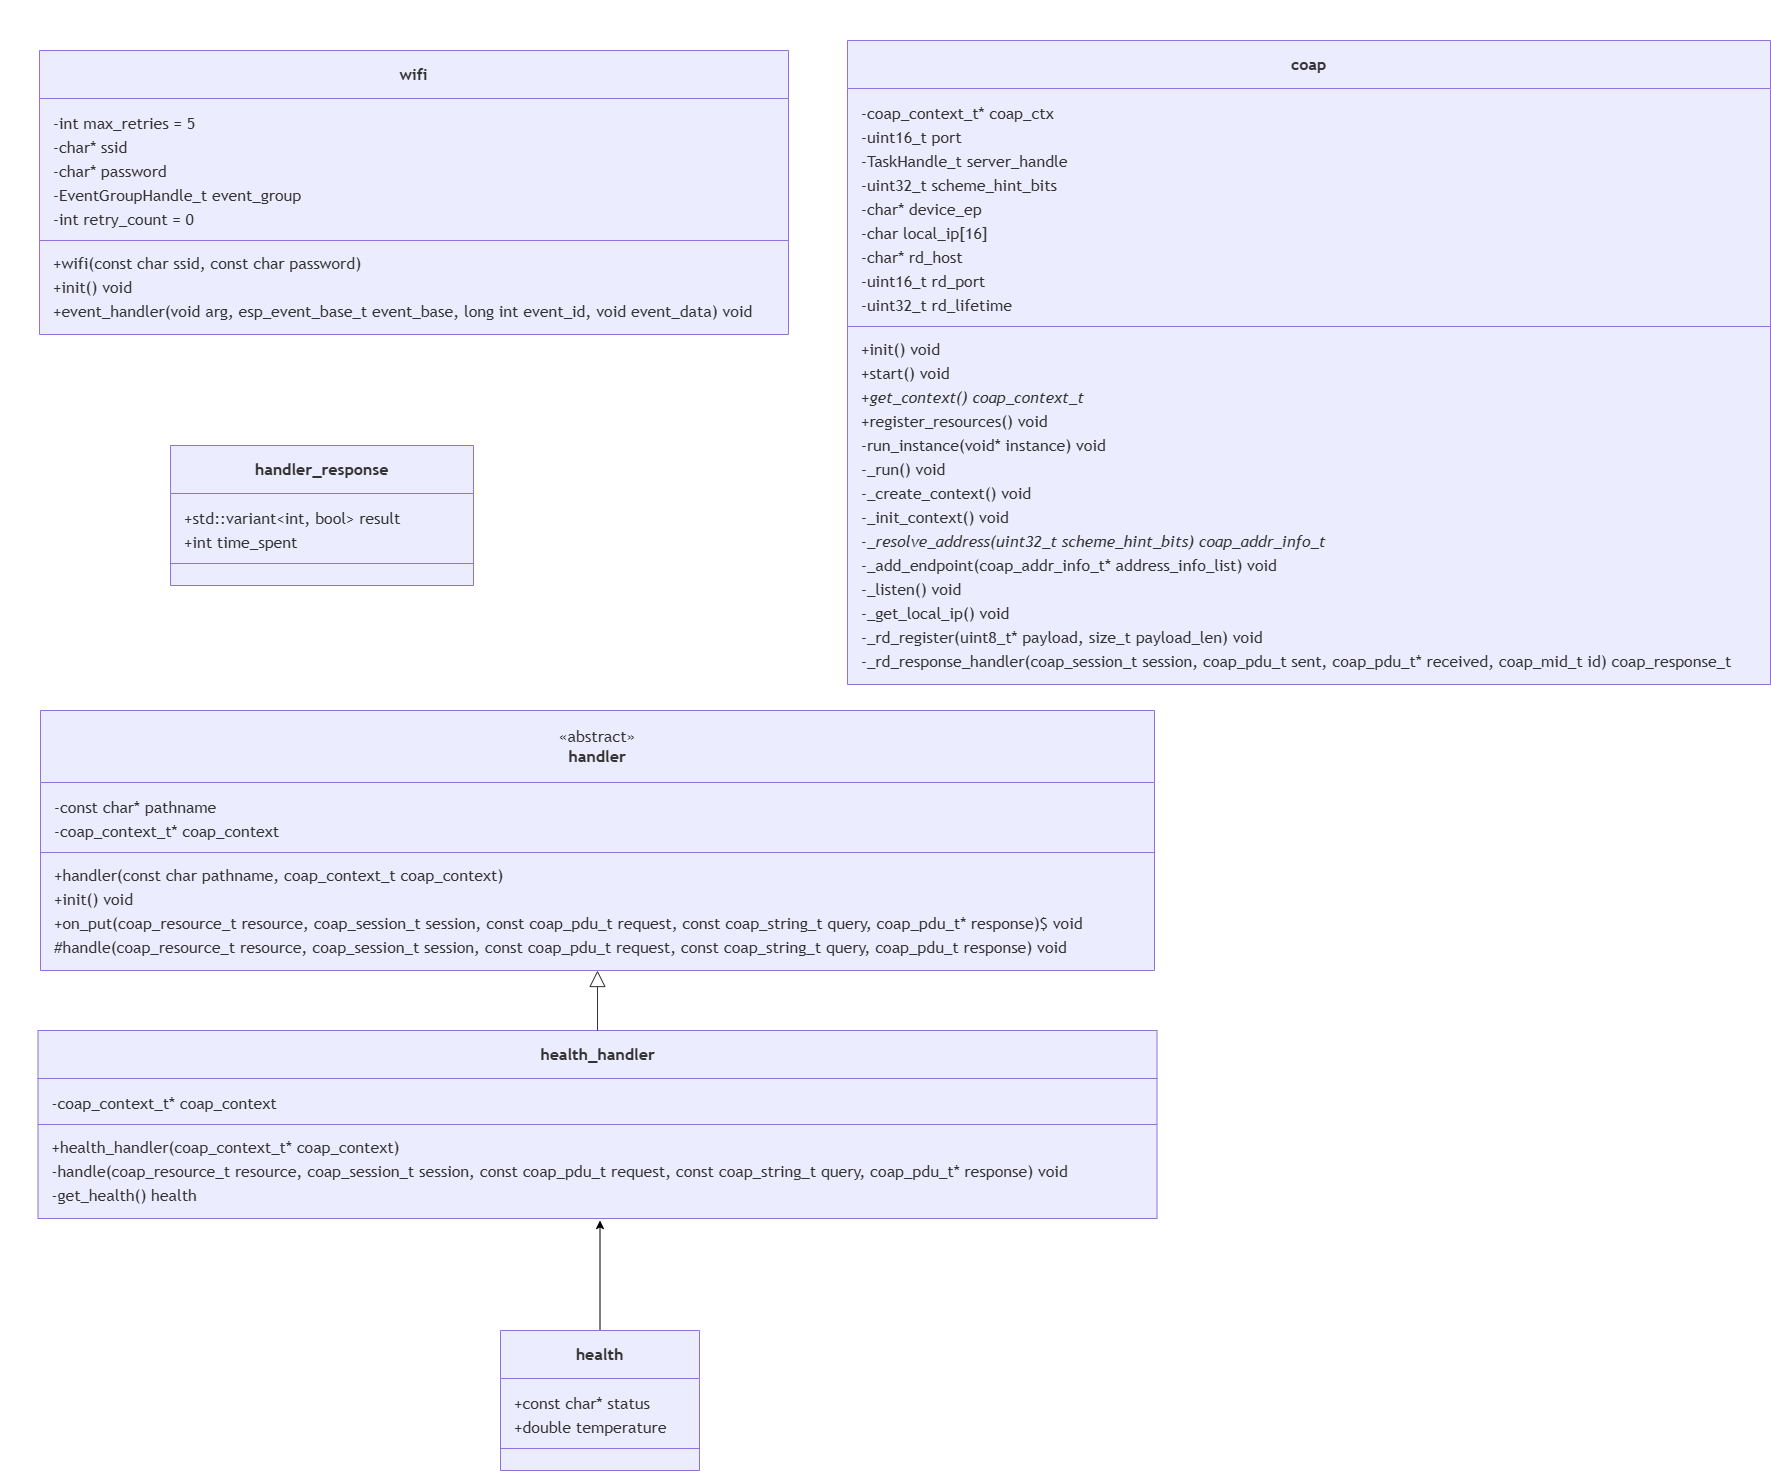 wifi
-int max_retries = 5
-char* ssid
-char* password
-EventGroupHandle_t event_group
-int retry_count = 0
+wifi(const char ssid, const char password)
+init() void
+event_handler(void arg, esp_event_base_t event_base, long int event_id, void event_data) void
coap
-coap_context_t* coap_ctx
-uint16_t port
-TaskHandle_t server_handle
-uint32_t scheme_hint_bits
-char* device_ep
-char local_ip[16]
-char* rd_host
-uint16_t rd_port
-uint32_t rd_lifetime
+init() void
+start() void
+get_context() coap_context_t
+register_resources() void
-run_instance(void* instance) void
-_run() void
-_create_context() void
-_init_context() void
-_resolve_address(uint32_t scheme_hint_bits) coap_addr_info_t
-_add_endpoint(coap_addr_info_t* address_info_list) void
-_listen() void
-_get_local_ip() void
-_rd_register(uint8_t* payload, size_t payload_len) void
-_rd_response_handler(coap_session_t session, coap_pdu_t sent, coap_pdu_t* received, coap_mid_t id) coap_response_t
handler_response
+std::variant<int, bool> result
+int time_spent
«abstract»
handler
-const char* pathname
-coap_context_t* coap_context
+handler(const char pathname, coap_context_t coap_context)
+init() void
+on_put(coap_resource_t resource, coap_session_t session, const coap_pdu_t request, const coap_string_t query, coap_pdu_t* response)$ void
#handle(coap_resource_t resource, coap_session_t session, const coap_pdu_t request, const coap_string_t query, coap_pdu_t response) void
health_handler
-coap_context_t* coap_context
+health_handler(coap_context_t* coap_context)
-handle(coap_resource_t resource, coap_session_t session, const coap_pdu_t request, const coap_string_t query, coap_pdu_t* response) void
-get_health() health
health
+const char* status
+double temperature